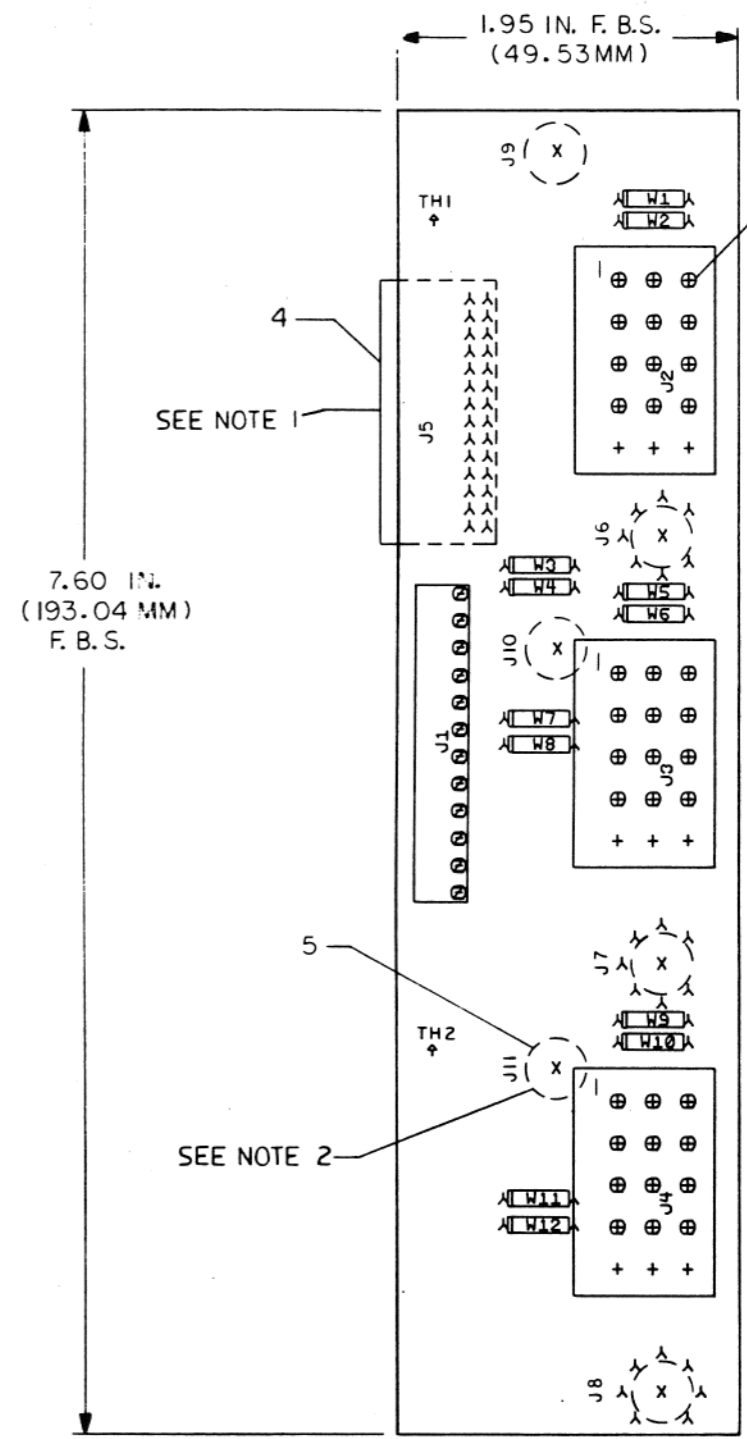 1.95 IN. F.B.S.
(49.53MM)
J9
TH1
W1
W2
4
SEE NOTE 1
J5
J2
J6
7.60 IN.
(193.04 MM)
F.B.S.
W3
W4
W5
W6
J10
W7
W8
J1
J3
5
J7
TH2
W9
W10
J11
SEE NOTE 2
J4
W11
W12
J8